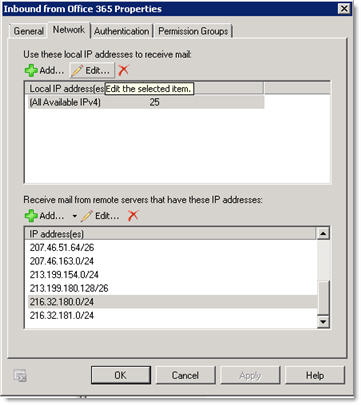 Inbound from Office 365 Properties
General Network Authentication Permission Groups
Use these local IP addresses to receive mail:
Add... Edit...
Local IP address(es Edit the selected item.
(All Available IPv4) 25
Receive mail from remote servers that have these IP addresses:
Add... Edit...
IP address(es)
207.46.51.64/26
207.46.163.0/24
213.199.154.0/24
213.199.180.128/26
216.32.180.0/24
216.32.181.0/24
OK Cancel Apply Help